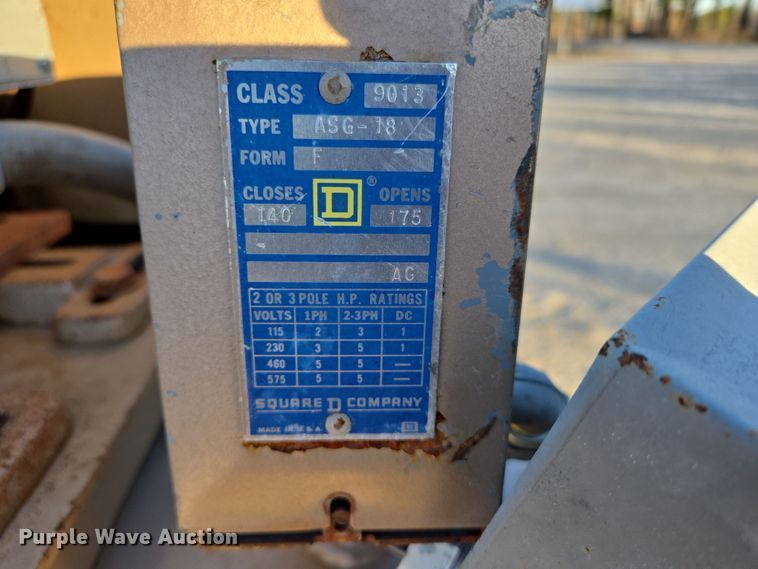 CLASS 9013
TYPE ASG-18
FORM F
CLOSES D ® OPENS
140 175
-
AG
2 OR 3 POLE H.P. RATINGS
VOLTS 1PH 2-3PH DC
115 2 3 1
230 3 5 1
460 5 5 —
575 5 5 —
SQUARE D COMPANY
MADE IN U.S.A.
Purple Wave Auction